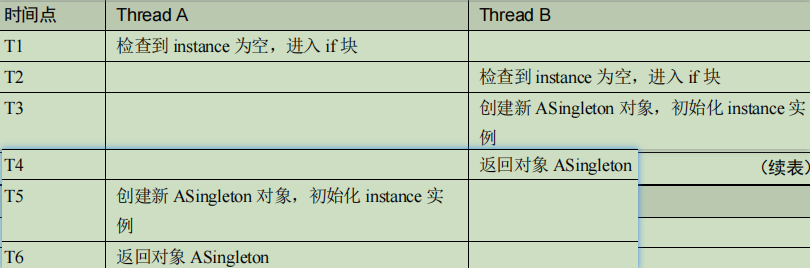 时间点 Thread A Thread B
T1 检查到 instance 为空，进入 if 块
T2 检查到 instance 为空，进入 if 块
T3 创建新 ASingleton 对象，初始化 instance 实
例
T4 返回对象 ASingleton （续表）
T5 创建新 ASingleton 对象，初始化 instance 实
例
T6 返回对象 ASingleton